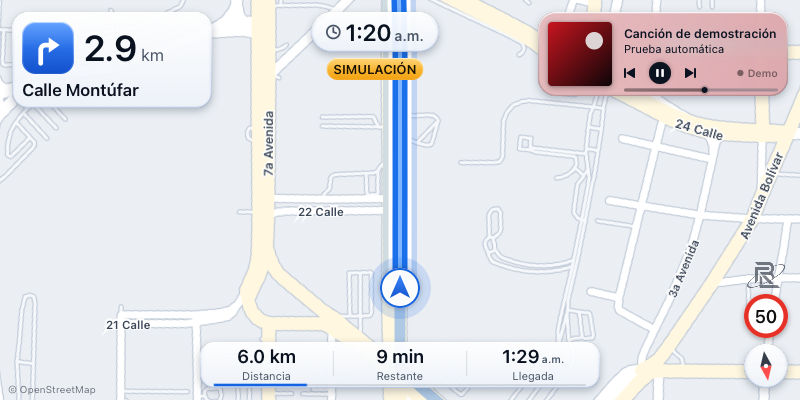 2.9 km
Calle Montúfar
1:20 a.m.
SIMULACIÓN
Canción de demostración
Prueba automática
Demo
24 Calle
7a Avenida
Avenida Bolívar
22 Calle
3a Avenida
21 Calle
50
6.0 km
Distancia
9 min
Restante
1:29 a.m.
Llegada
© OpenStreetMap